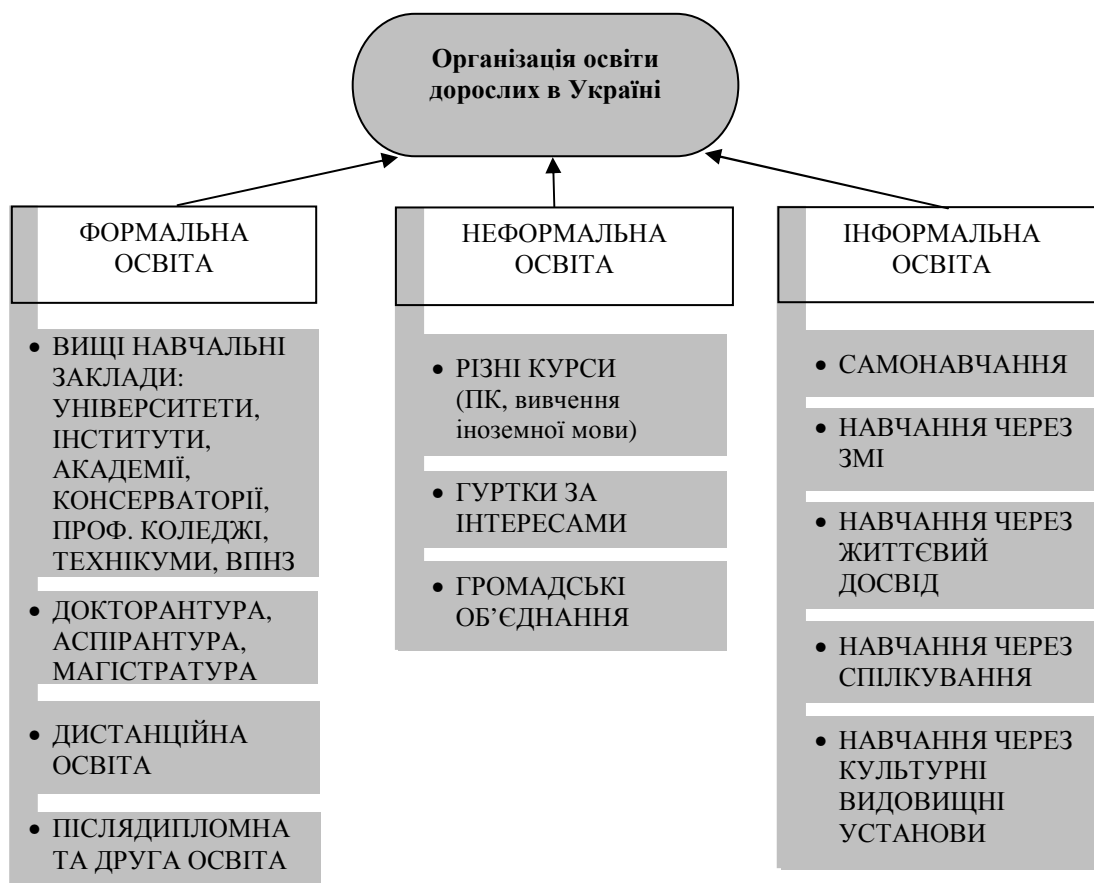 Організація освіти
дорослих в Україні
ФОРМАЛЬНА
ОСВІТА
• ВИЩІ НАВЧАЛЬНІ
ЗАКЛАДИ:
УНІВЕРСИТЕТИ,
ІНСТИТУТИ,
АКАДЕМІЇ,
КОНСЕРВАТОРІЇ,
ПРОФ. КОЛЕДЖІ,
ТЕХНІКУМИ, ВПНЗ
• ДОКТОРАНТУРА,
АСПІРАНТУРА,
МАГІСТРАТУРА
• ДИСТАНЦІЙНА
ОСВІТА
• ПІСЛЯДИПЛОМНА
ТА ДРУГА ОСВІТА
НЕФОРМАЛЬНА
ОСВІТА
• РІЗНІ КУРСИ
(ПК, вивчення
іноземної мови)
• ГУРТКИ ЗА
ІНТЕРЕСАМИ
• ГРОМАДСЬКІ
ОБ’ЄДНАННЯ
ІНФОРМАЛЬНА
ОСВІТА
• САМОНАВЧАННЯ
• НАВЧАННЯ ЧЕРЕЗ
ЗМІ
• НАВЧАННЯ ЧЕРЕЗ
ЖИТТЄВИЙ
ДОСВІД
• НАВЧАННЯ ЧЕРЕЗ
СПІЛКУВАННЯ
• НАВЧАННЯ ЧЕРЕЗ
КУЛЬТУРНІ
ВИДОВИЩНІ
УСТАНОВИ